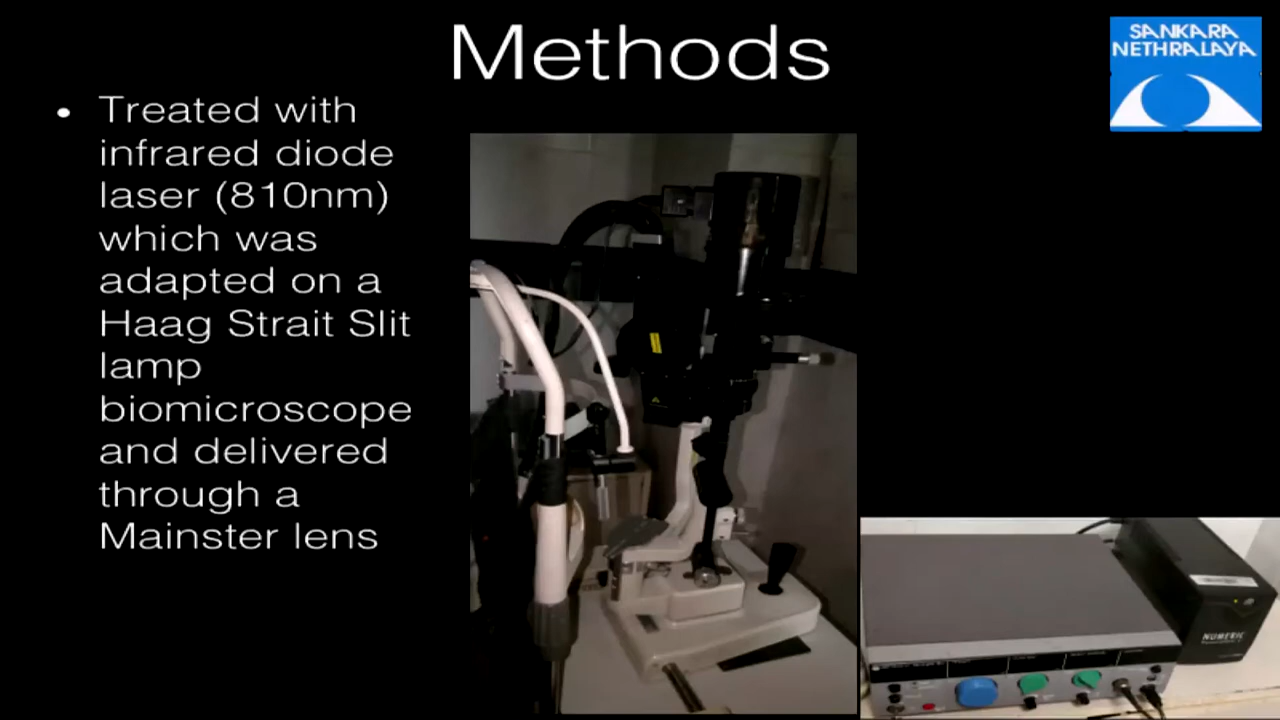 Methods
SANKARA
NETHRALAYA
• Treated with
infrared diode
laser (810nm)
which was
adapted on a
Haag Strait Slit
lamp
biomicroscope
and delivered
through a
Mainster lens
NUMERIC